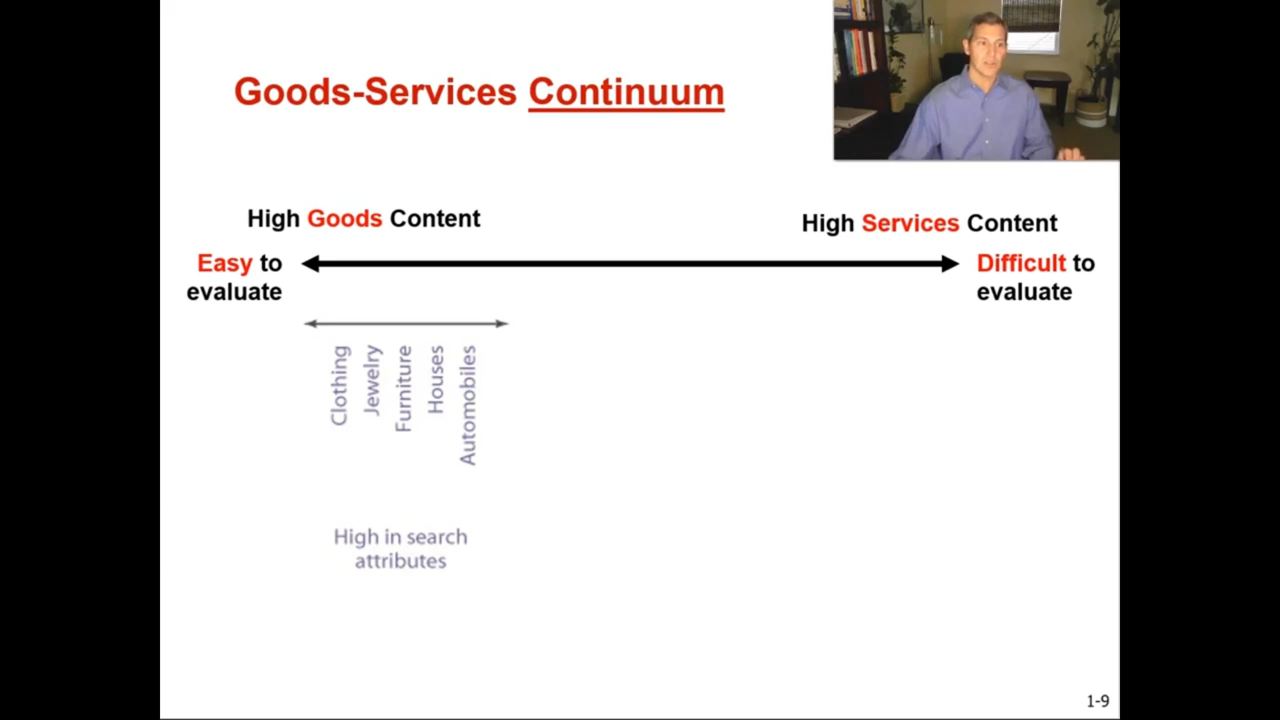 Goods-Services Continuum
High Goods Content
High Services Content
Easy to
evaluate
Difficult to
evaluate
Clothing
Jewelry
Furniture
Houses
Automobiles
High in search
attributes
1-9